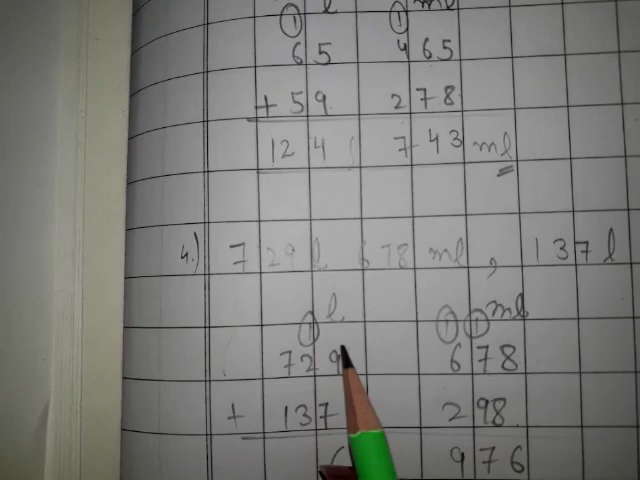 l ml
① ①
65 465
+ 59 278
124 l 743 ml
4.) 729 l 678 ml, 137 l
l ml
① ① ①
729 678
+ 137 298
6 976